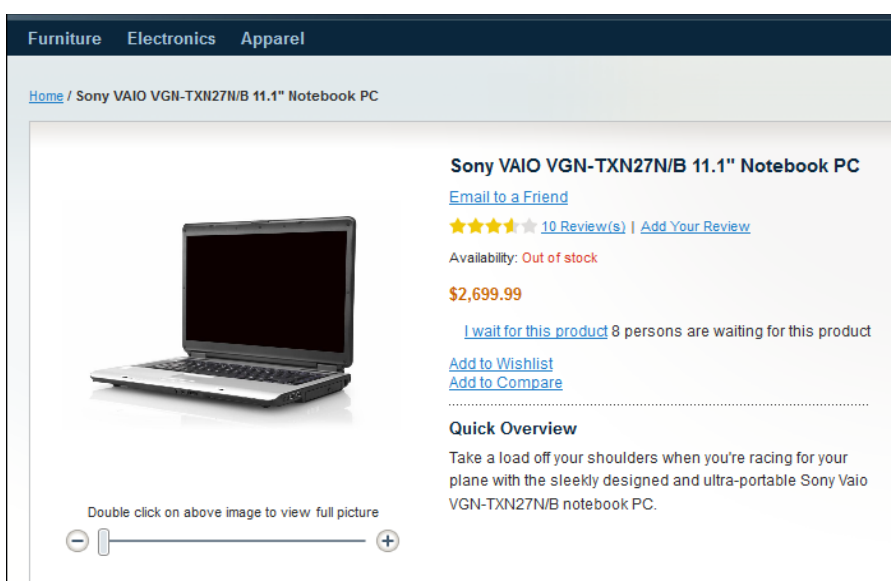 Furniture Electronics Apparel
Home / Sony VAIO VGN-TXN27N/B 11.1" Notebook PC
Sony VAIO VGN-TXN27N/B 11.1" Notebook PC
Email to a Friend
10 Review(s) | Add Your Review
Availability: Out of stock
$2,699.99
I wait for this product 8 persons are waiting for this product
Add to Wishlist
Add to Compare
Quick Overview
Take a load off your shoulders when you're racing for your
plane with the sleekly designed and ultra-portable Sony Vaio
VGN-TXN27N/B notebook PC.
Double click on above image to view full picture